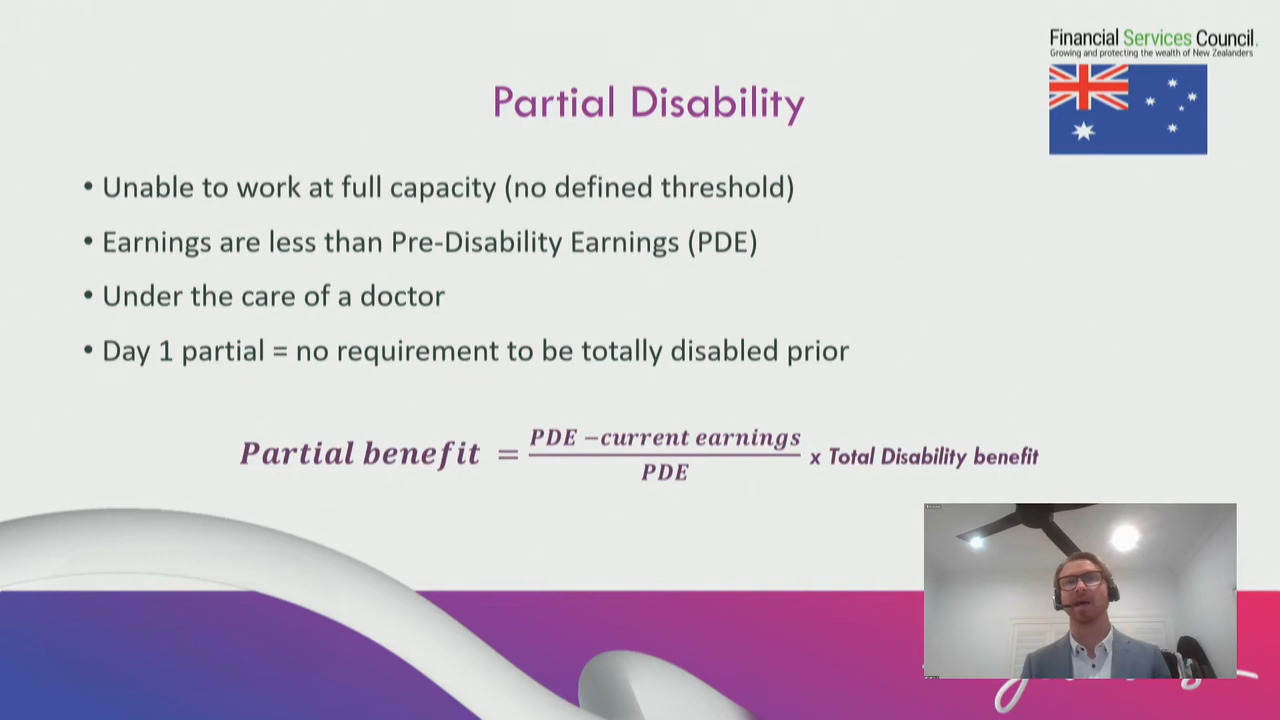 Financial Services Council.
Growing and protecting the wealth of New Zealanders
Partial Disability
• Unable to work at full capacity (no defined threshold)
• Earnings are less than Pre-Disability Earnings (PDE)
• Under the care of a doctor
• Day 1 partial = no requirement to be totally disabled prior
Partial benefit = PDE − current earnings / PDE x Total Disability benefit